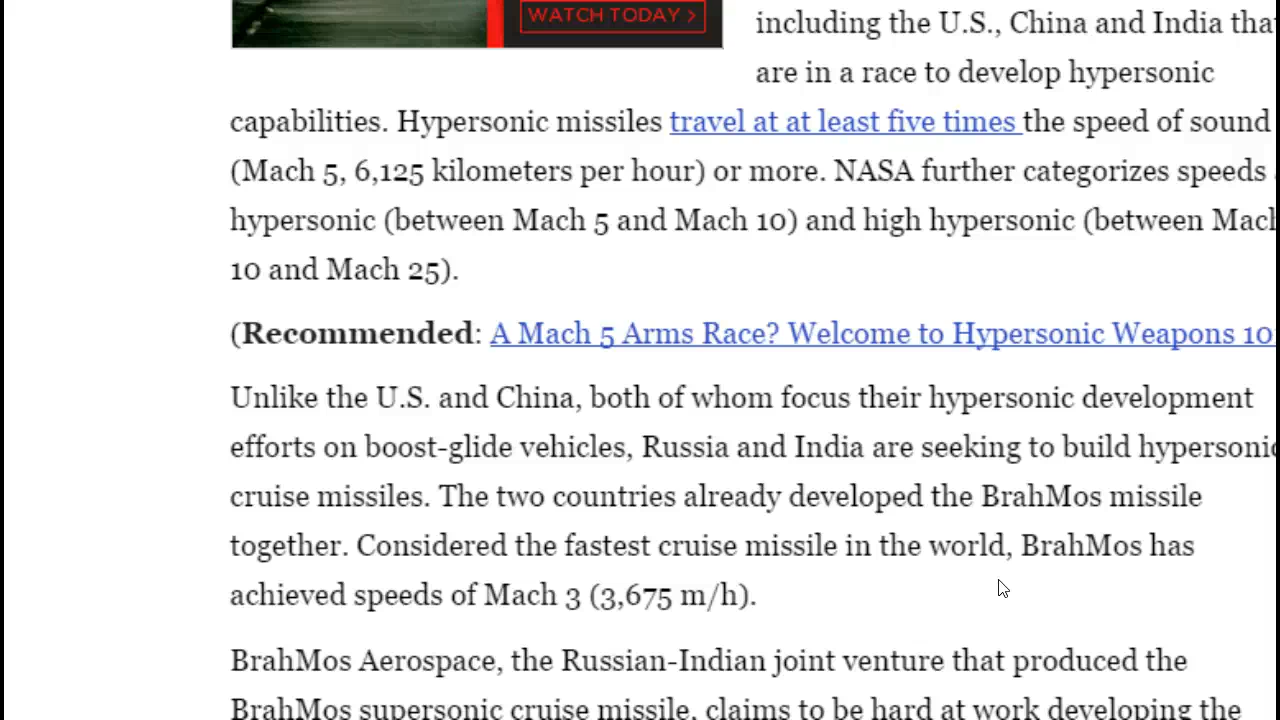 WATCH TODAY >
including the U.S., China and India tha
are in a race to develop hypersonic
capabilities. Hypersonic missiles travel at at least five times the speed of sound
(Mach 5, 6,125 kilometers per hour) or more. NASA further categorizes speeds
hypersonic (between Mach 5 and Mach 10) and high hypersonic (between Mach
10 and Mach 25).
(Recommended: A Mach 5 Arms Race? Welcome to Hypersonic Weapons 10
Unlike the U.S. and China, both of whom focus their hypersonic development
efforts on boost-glide vehicles, Russia and India are seeking to build hypersonic
cruise missiles. The two countries already developed the BrahMos missile
together. Considered the fastest cruise missile in the world, BrahMos has
achieved speeds of Mach 3 (3,675 m/h).
BrahMos Aerospace, the Russian-Indian joint venture that produced the
BrahMos supersonic cruise missile, claims to be hard at work developing the